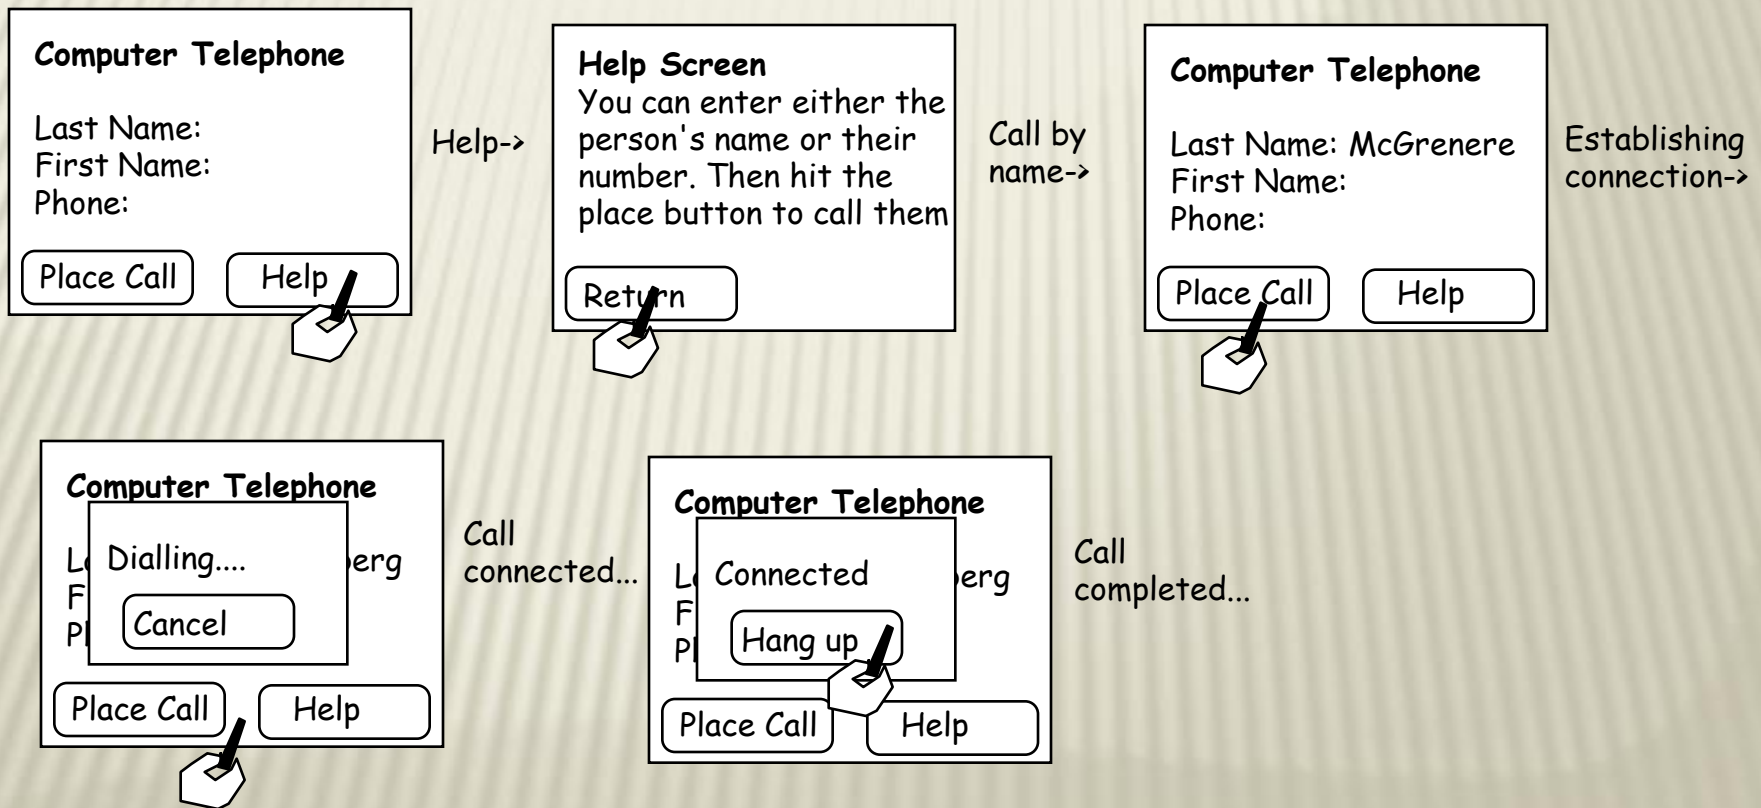 Computer Telephone
Last Name:
First Name:
Phone:
Place Call
Help
Help->
Help Screen
You can enter either the
person's name or their
number. Then hit the
place button to call them
Return
Call by
name->
Computer Telephone
Last Name: McGrenere
First Name:
Phone:
Place Call
Help
Establishing
connection->
Computer Telephone
Dialling....
Cancel
Place Call
Help
Call
connected...
Computer Telephone
Connected
Hang up
Place Call
Help
Call
completed...